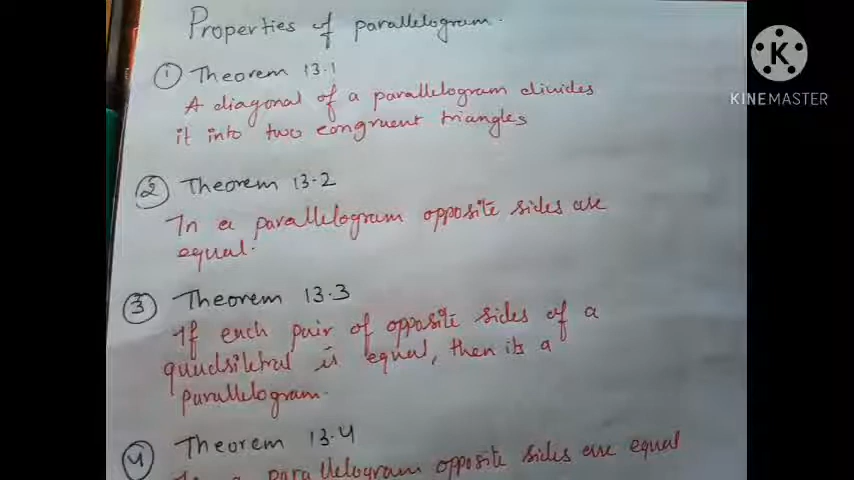 Properties of parallelogram.
① Theorem 13.1
A diagonal of a parallelogram divides
it into two congruent triangles
② Theorem 13.2
In a parallelogram opposite sides are
equal.
③ Theorem 13.3
If each pair of opposite sides of a
quadsiletral is equal, then its a
parallelogram.
④ Theorem 13.4
In a parallelogram opposite sides are equal
K
KINEMASTER